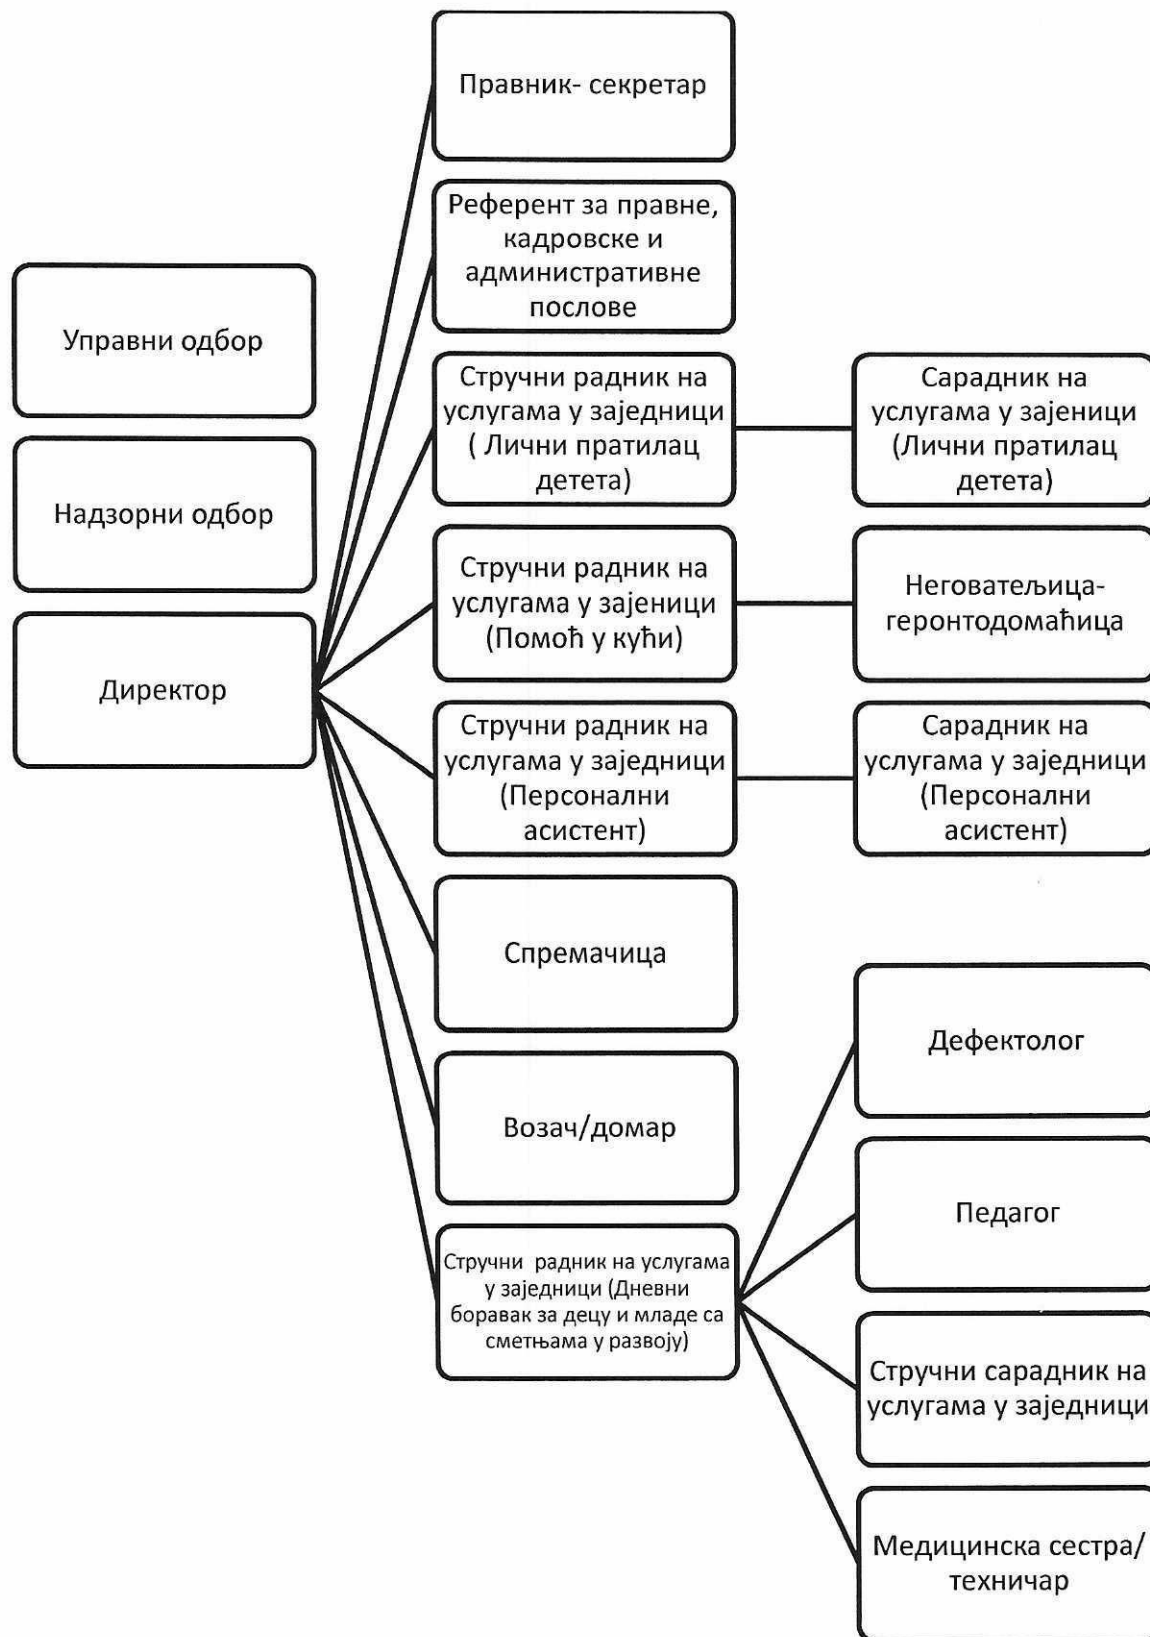 Управни одбор
Надзорни одбор
Директор
Правник- секретар
Референт за правне,
кадровске и
административне
послове
Стручни радник на
услугама у заједници
( Лични пратилац
детета)
Стручни радник на
услугама у зајеници
(Помоћ у кући)
Стручни радник на
услугама у заједници
(Персонални
асистент)
Спремачица
Возач/домар
Стручни  радник на услугама
у заједници (Дневни
боравак за децу и младе са
сметњама у развоју)
Сарадник на
услугама у зајеници
(Лични пратилац
детета)
Неговатељица-
геронтодомаћица
Сарадник на
услугама у заједници
(Персонални
асистент)
Дефектолог
Педагог
Стручни сарадник на
услугама у заједници
Медицинска сестра/
техничар